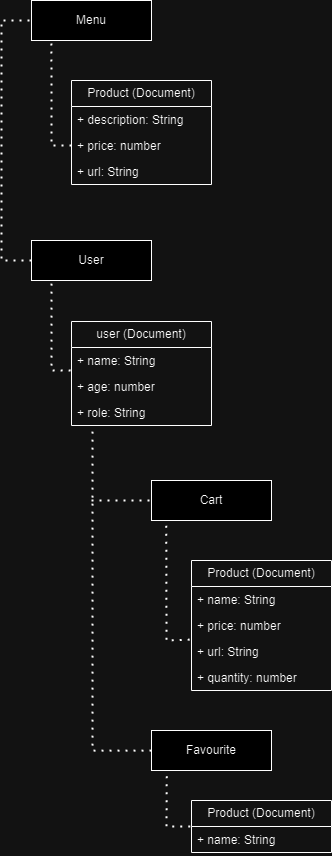 Menu
Product (Document)
+ description: String
+ price: number
+ url: String
User
user (Document)
+ name: String
+ age: number
+ role: String
Cart
Product (Document)
+ name: String
+ price: number
+ url: String
+ quantity: number
Favourite
Product (Document)
+ name: String